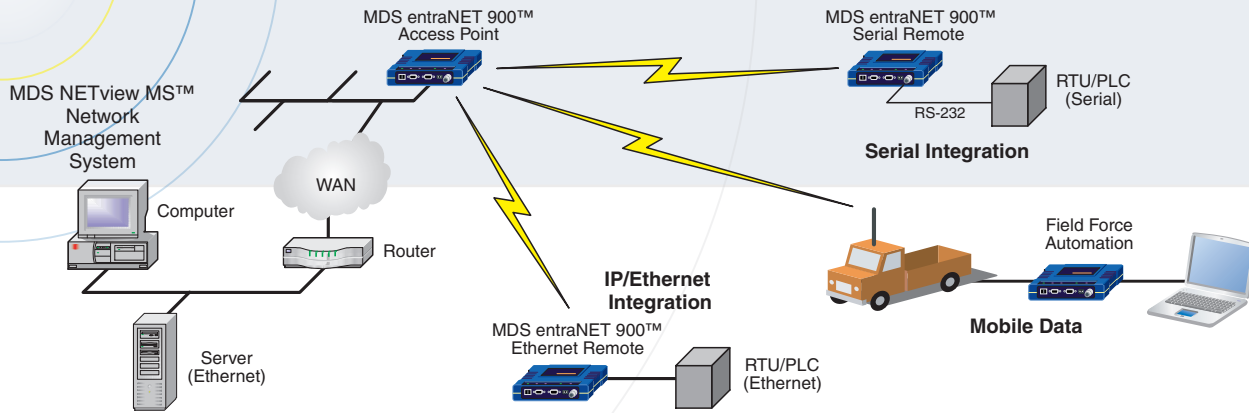 MDS entraNET 900™
Access Point
MDS entraNET 900™
Serial Remote
MDS NETview MS™
Network
Management
System
RTU/PLC
(Serial)
RS-232
Serial Integration
WAN
Computer
Router
Field Force
Automation
IP/Ethernet
Integration
Mobile Data
MDS entraNET 900™
Ethernet Remote
Server
(Ethernet)
RTU/PLC
(Ethernet)